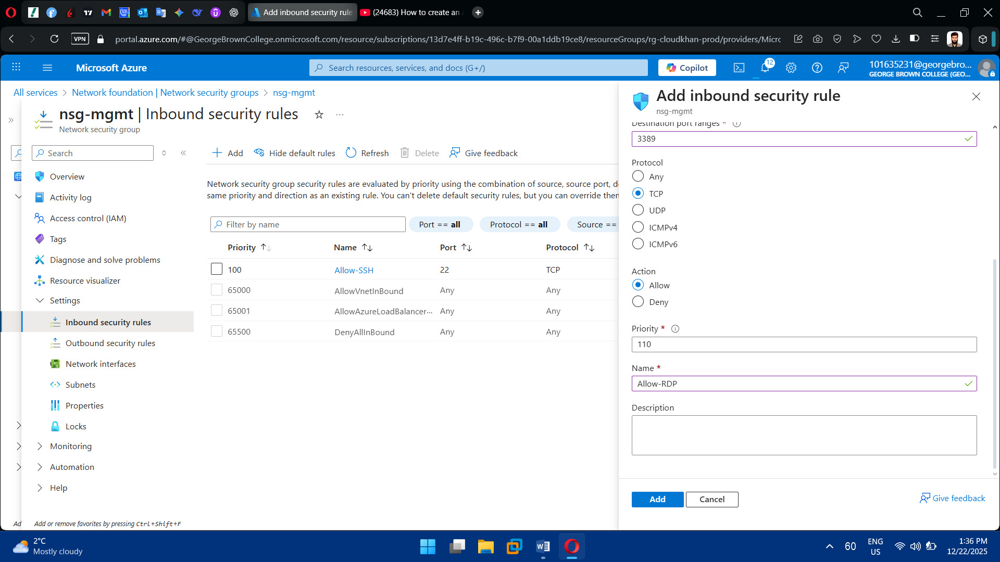 Add inbound security rule
(24683) How to create an
VPN
portal.azure.com/#@GeorgeBrownCollege.onmicrosoft.com/resource/subscriptions/13d7e4ff-b19c-496c-b7f9-00a1ddb19ce8/resourceGroups/rg-cloudkhan-prod/providers/Micro
Microsoft Azure
Search resources, services, and docs (G+/)
Copilot
12
101635231@georgebro...
GEORGE BROWN COLLEGE (GEO...
All services > Network foundation | Network security groups > nsg-mgmt
nsg-mgmt | Inbound security rules
Network security group
Search
Overview
Activity log
Access control (IAM)
Tags
Diagnose and solve problems
Resource visualizer
Settings
Inbound security rules
Outbound security rules
Network interfaces
Subnets
Properties
Locks
Monitoring
Automation
Help
Ad
Add or remove favorites by pressing Ctrl+Shift+F
Add
Hide default rules
Refresh
Delete
Give feedback
Network security group security rules are evaluated by priority using the combination of source, source port, d
same priority and direction as an existing rule. You can't delete default security rules, but you can override then
Filter by name
Port == all
Protocol == all
Source ==
Priority Name Port Protocol
100 Allow-SSH 22 TCP
65000 AllowVnetInBound Any Any
65001 AllowAzureLoadBalancer... Any Any
65500 DenyAllInBound Any Any
Add inbound security rule
nsg-mgmt
Destination port ranges *
3389
Protocol
Any
TCP
UDP
ICMPv4
ICMPv6
Action
Allow
Deny
Priority *
110
Name *
Allow-RDP
Description
Add
Cancel
Give feedback
2°C
Mostly cloudy
60
ENG
US
1:36 PM
12/22/2025